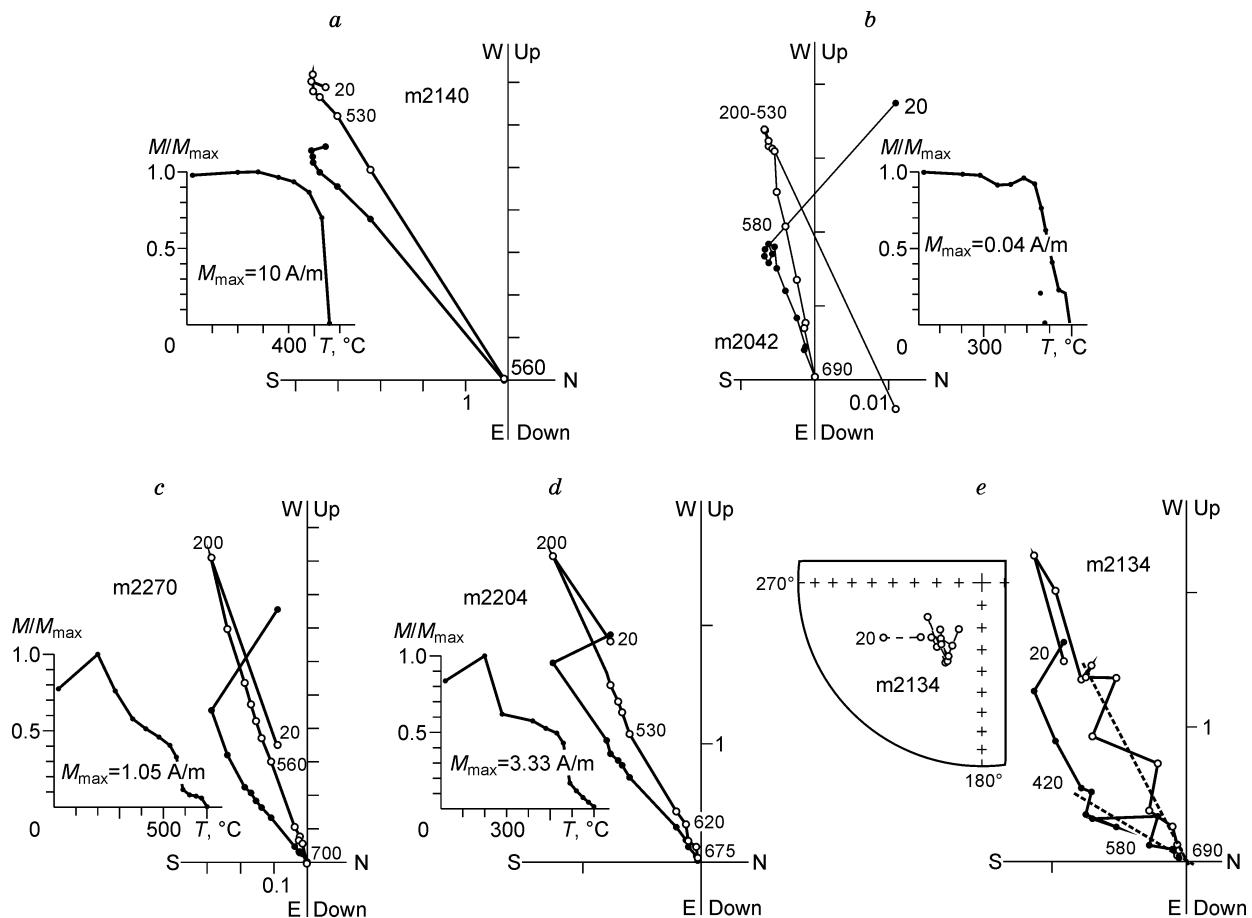 a
W Up
20
m2140
530
M/Mmax
1.0
0.5
Mmax=10 A/m
0 400 T, °C
560
S N
1
E Down
b
W Up
20
200-530
M/Mmax
1.0
580
0.5
Mmax=0.04 A/m
m2042
0 300 T, °C
690
S N
0.01
E Down
c
W Up
200
m2270
M/Mmax
1.0
20
0.5
560
Mmax=1.05 A/m
0 500 T, °C
700
S N
0.1
E Down
d
W Up
200
m2204
M/Mmax
20
1.0
530
0.5
1
Mmax=3.33 A/m
0 300 T, °C
620
675
S N
E Down
e
W Up
m2134
270°
20
m2134
180°
20
1
420
580
690
S N
E Down